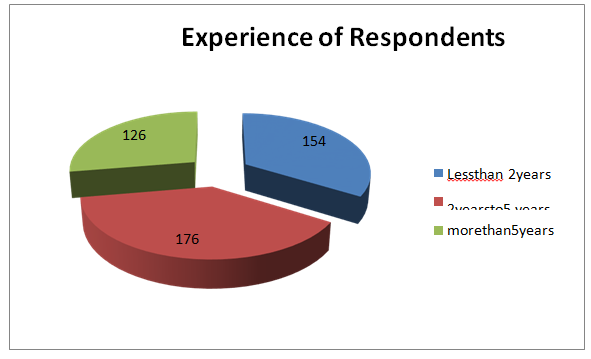 Experience of Respondents
126
154
176
Lessthan 2years
2yearsto5 years
morethan5years